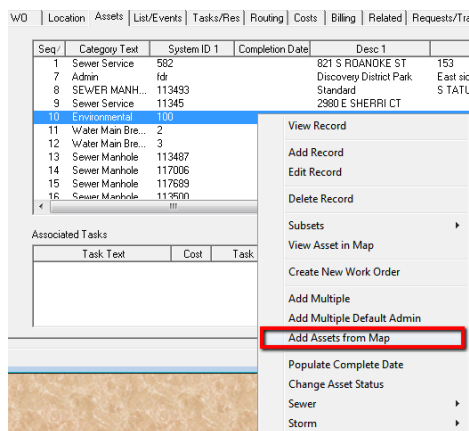 WO Location Assets List/Events Tasks/Res Routing Costs Billing Related Requests/Tra
Seq Category Text System ID 1 Completion Date Desc 1
1 Sewer Service 582 821 S ROANOKE ST 153
7 Admin fdr Discovery District Park East sid
8 SEWER MANH... 113493 Standard S TATU
9 Sewer Service 11345 2980 E SHERRI CT
10 Environmental 100
11 Water Main Bre... 2
12 Water Main Bre... 3
13 Sewer Manhole 113487
14 Sewer Manhole 117006
15 Sewer Manhole 117689
16 Sewer Manhole 113500
Associated Tasks
Task Text Cost Task
View Record
Add Record
Edit Record
Delete Record
Subsets
View Asset in Map
Create New Work Order
Add Multiple
Add Multiple Default Admin
Add Assets from Map
Populate Complete Date
Change Asset Status
Sewer
Storm